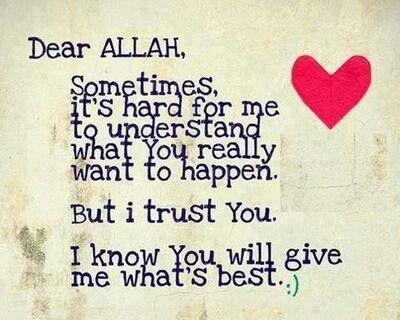 Dear ALLAH,
Sometimes,
it's hard for me
to understand
what You really
want to happen.
But i trust You.
I know You will give
me what's best. :)